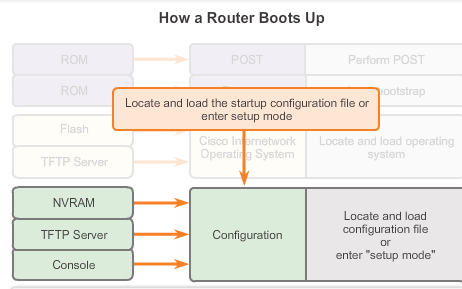 How a Router Boots Up
ROM
POST
Perform POST
ROM
bootstrap
Locate and load the startup configuration file or
enter setup mode
Flash
TFTP Server
Cisco Internetwork
Operating System
Locate and load operating
system
NVRAM
TFTP Server
Console
Configuration
Locate and load
configuration file
or
enter "setup mode"